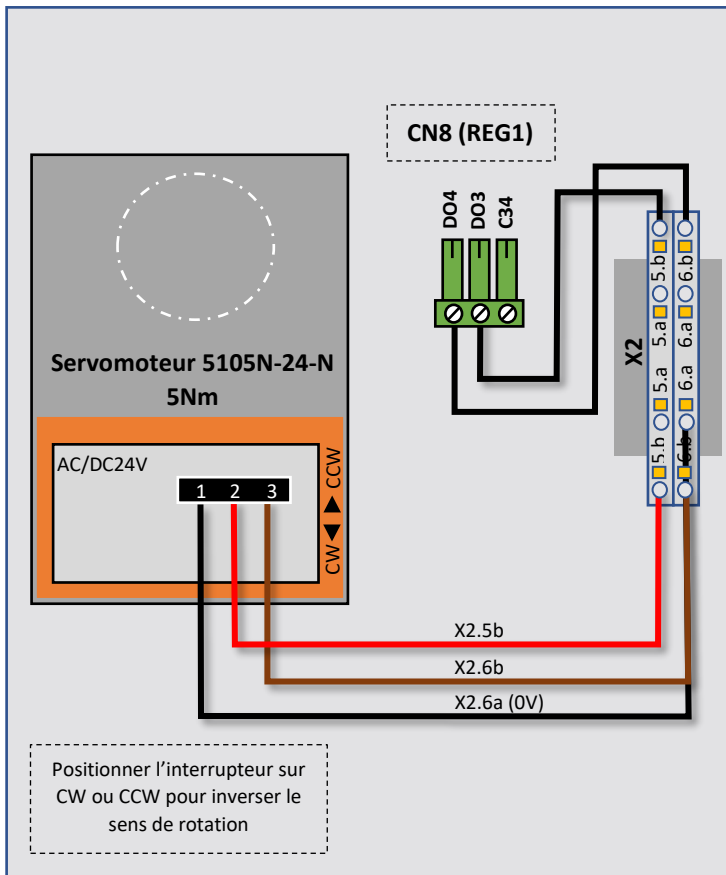 CN8 (REG1)
DO4
DO3
C34
Servomoteur 5105N-24-N
5Nm
AC/DC24V
1 2 3
CW ◀ ▶ CCW
X2
5.b
6.b
5.a
6.a
5.a
6.a
5.b
6.b
X2.5b
X2.6b
X2.6a (0V)
Positionner l’interrupteur sur
CW ou CCW pour inverser le
sens de rotation